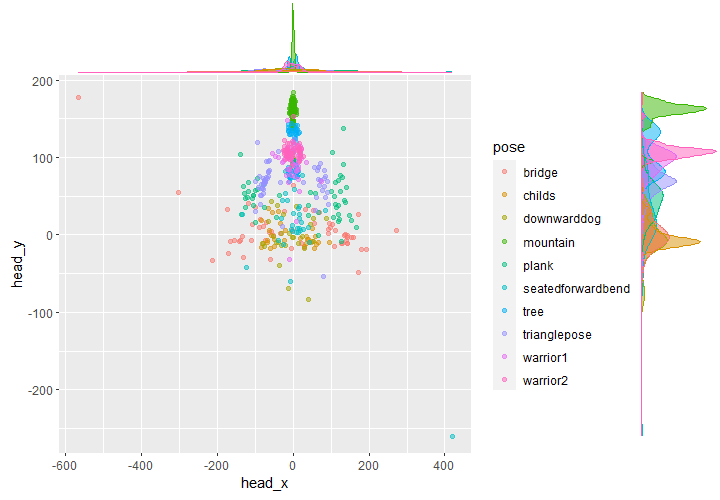 200
100
0
-100
-200
head_y
-600
-400
-200
0
200
400
head_x
pose
bridge
childs
downwarddog
mountain
plank
seatedforwardbend
tree
trianglepose
warrior1
warrior2